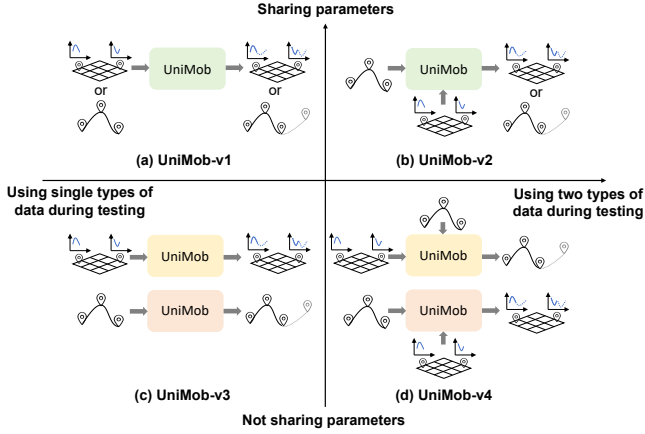 Sharing parameters
UniMob
or
or
(a) UniMob-v1
UniMob
or
(b) UniMob-v2
Using single types of
data during testing
Using two types of
data during testing
UniMob
UniMob
(c) UniMob-v3
UniMob
UniMob
(d) UniMob-v4
Not sharing parameters